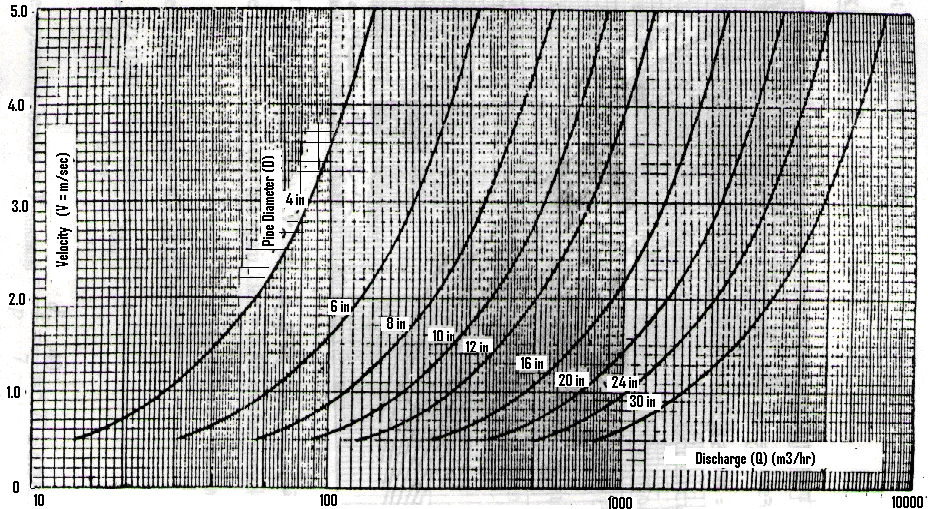 5.0
4.0
3.0
2.0
1.0
0
Velocity (V = m/sec)
Pipe Diameter (D)
4 in
6 in
8 in
10 in
12 in
16 in
20 in
24 in
30 in
Discharge (Q) (m3/hr)
10 100 1000 10000